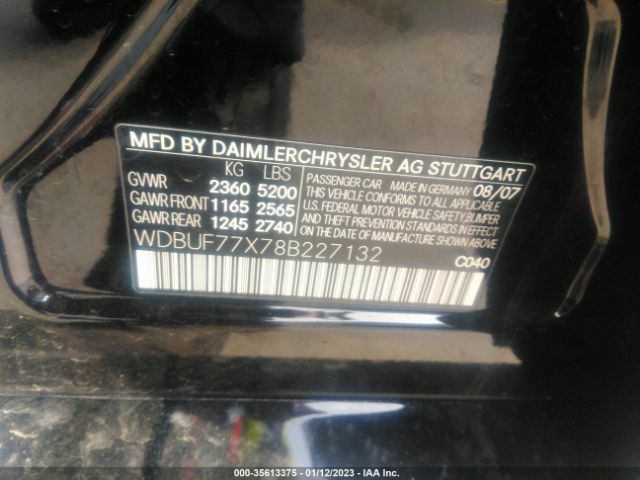 MFD BY DAIMLERCHRYSLER AG STUTTGART
KG LBS
GVWR 2360 5200
GAWR FRONT 1165 2565
GAWR REAR 1245 2740
PASSENGER CAR MADE IN GERMANY 08/07
THIS VEHICLE CONFORMS TO ALL APPLICABLE
U.S. FEDERAL MOTOR VEHICLE SAFETY, BUMPER
AND THEFT PREVENTION STANDARDS IN EFFECT
ON THE DATE OF MANUFACTURE SHOWN ABOVE.
WDBUF77X78B227132
C040
000-35613375 - 01/12/2023 - IAA Inc.